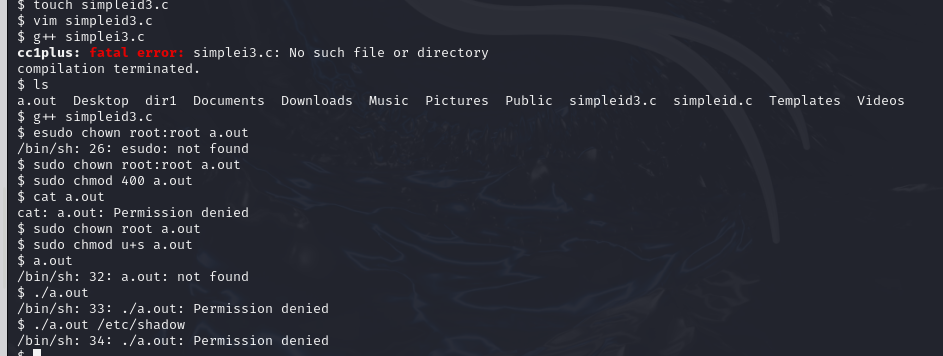 $ touch simpleid3.c
$ vim simpleid3.c
$ g++ simplei3.c
cc1plus: fatal error: simplei3.c: No such file or directory
compilation terminated.
$ ls
a.out  Desktop  dir1  Documents  Downloads  Music  Pictures  Public  simpleid3.c  simpleid.c  Templates  Videos
$ g++ simpleid3.c
$ esudo chown root:root a.out
/bin/sh: 26: esudo: not found
$ sudo chown root:root a.out
$ sudo chmod 400 a.out
$ cat a.out
cat: a.out: Permission denied
$ sudo chown root a.out
$ sudo chmod u+s a.out
$ a.out
/bin/sh: 32: a.out: not found
$ ./a.out
/bin/sh: 33: ./a.out: Permission denied
$ ./a.out /etc/shadow
/bin/sh: 34: ./a.out: Permission denied
$